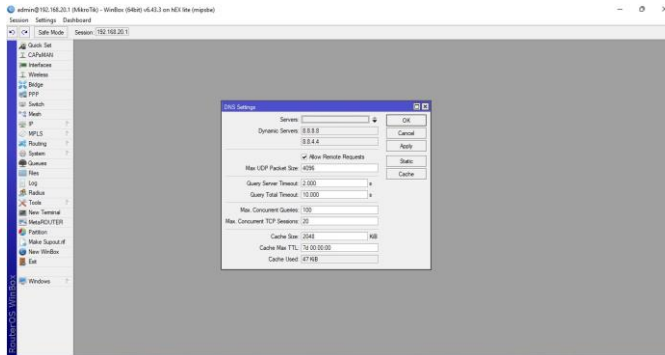 admin@192.168.20.1 (MikroTik) - WinBox (64bit) v6.43.3 on hEX lite (mipsbe)
Session Settings Dashboard
Safe Mode Session: 192.168.20.1
Quick Set
CAPsMAN
Interfaces
Wireless
Bridge
PPP
Switch
Mesh
IP
MPLS
Routing
System
Queues
Files
Log
Radius
Tools
New Terminal
MetaROUTER
Partition
Make Supout.rif
New WinBox
Exit
Windows
RouterOS WinBox
DNS Settings
Servers:
Dynamic Servers: 8.8.8.8
8.8.4.4
Allow Remote Requests
Max UDP Packet Size: 4096
Query Server Timeout: 2.000 s
Query Total Timeout: 10.000 s
Max. Concurrent Queries: 100
Max. Concurrent TCP Sessions: 20
Cache Size: 2048 KiB
Cache Max TTL: 7d 00:00:00
Cache Used: 47 KiB
OK
Cancel
Apply
Static
Cache